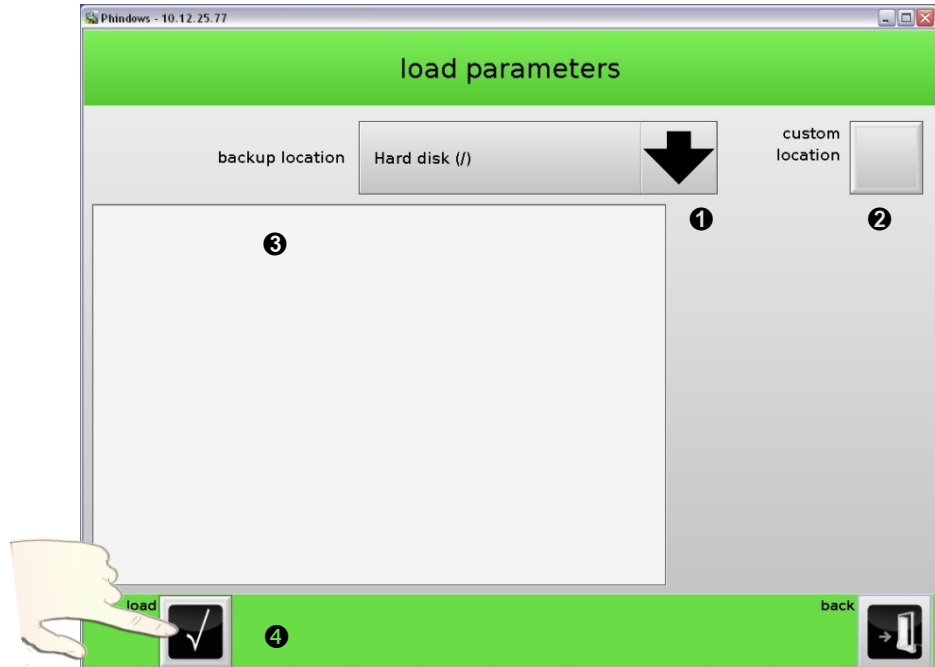 Phindows - 10.12.25.77
load parameters
backup location
Hard disk (/)
custom
location
❶
❷
❸
load
❹
back